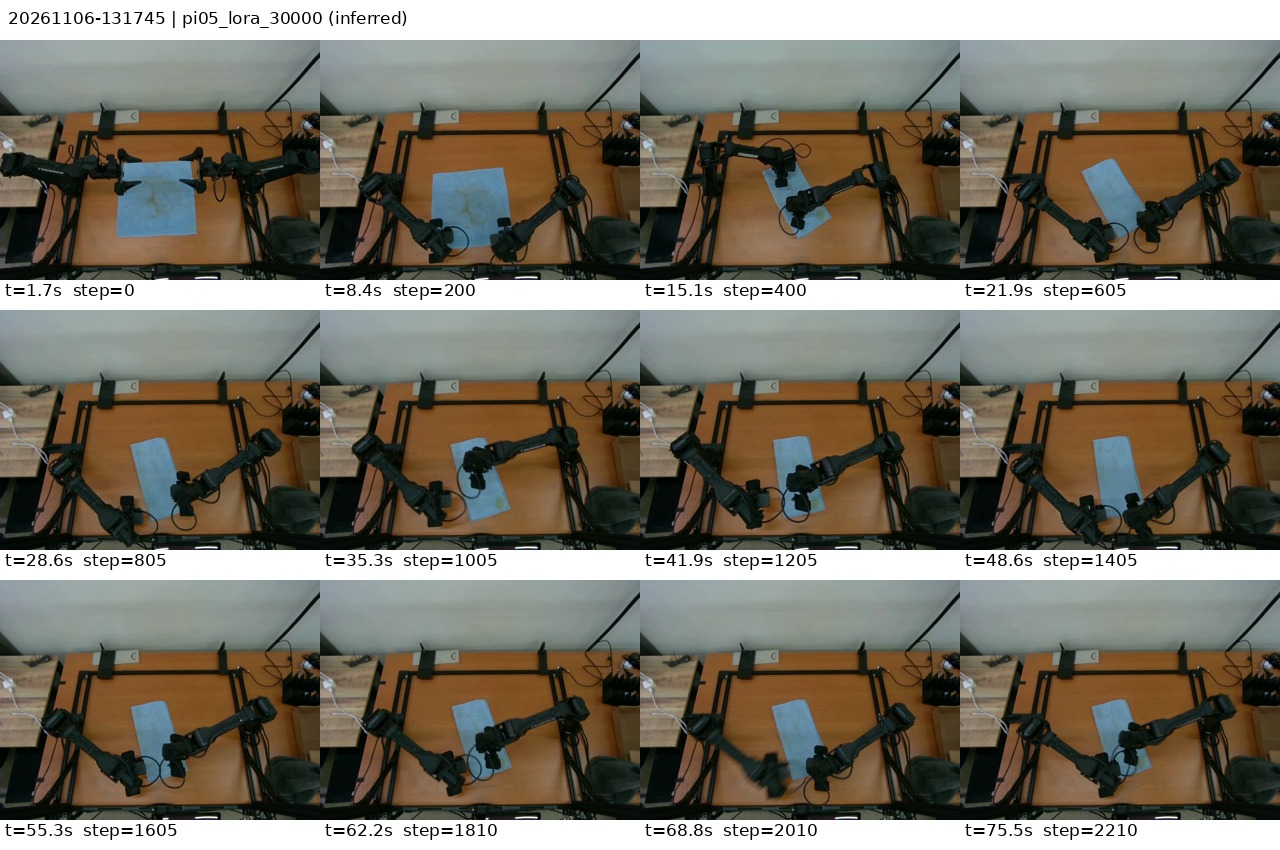 20261106-131745 | pi05_lora_30000 (inferred)
t=1.7s step=0
t=8.4s step=200
t=15.1s step=400
t=21.9s step=605
t=28.6s step=805
t=35.3s step=1005
t=41.9s step=1205
t=48.6s step=1405
t=55.3s step=1605
t=62.2s step=1810
t=68.8s step=2010
t=75.5s step=2210